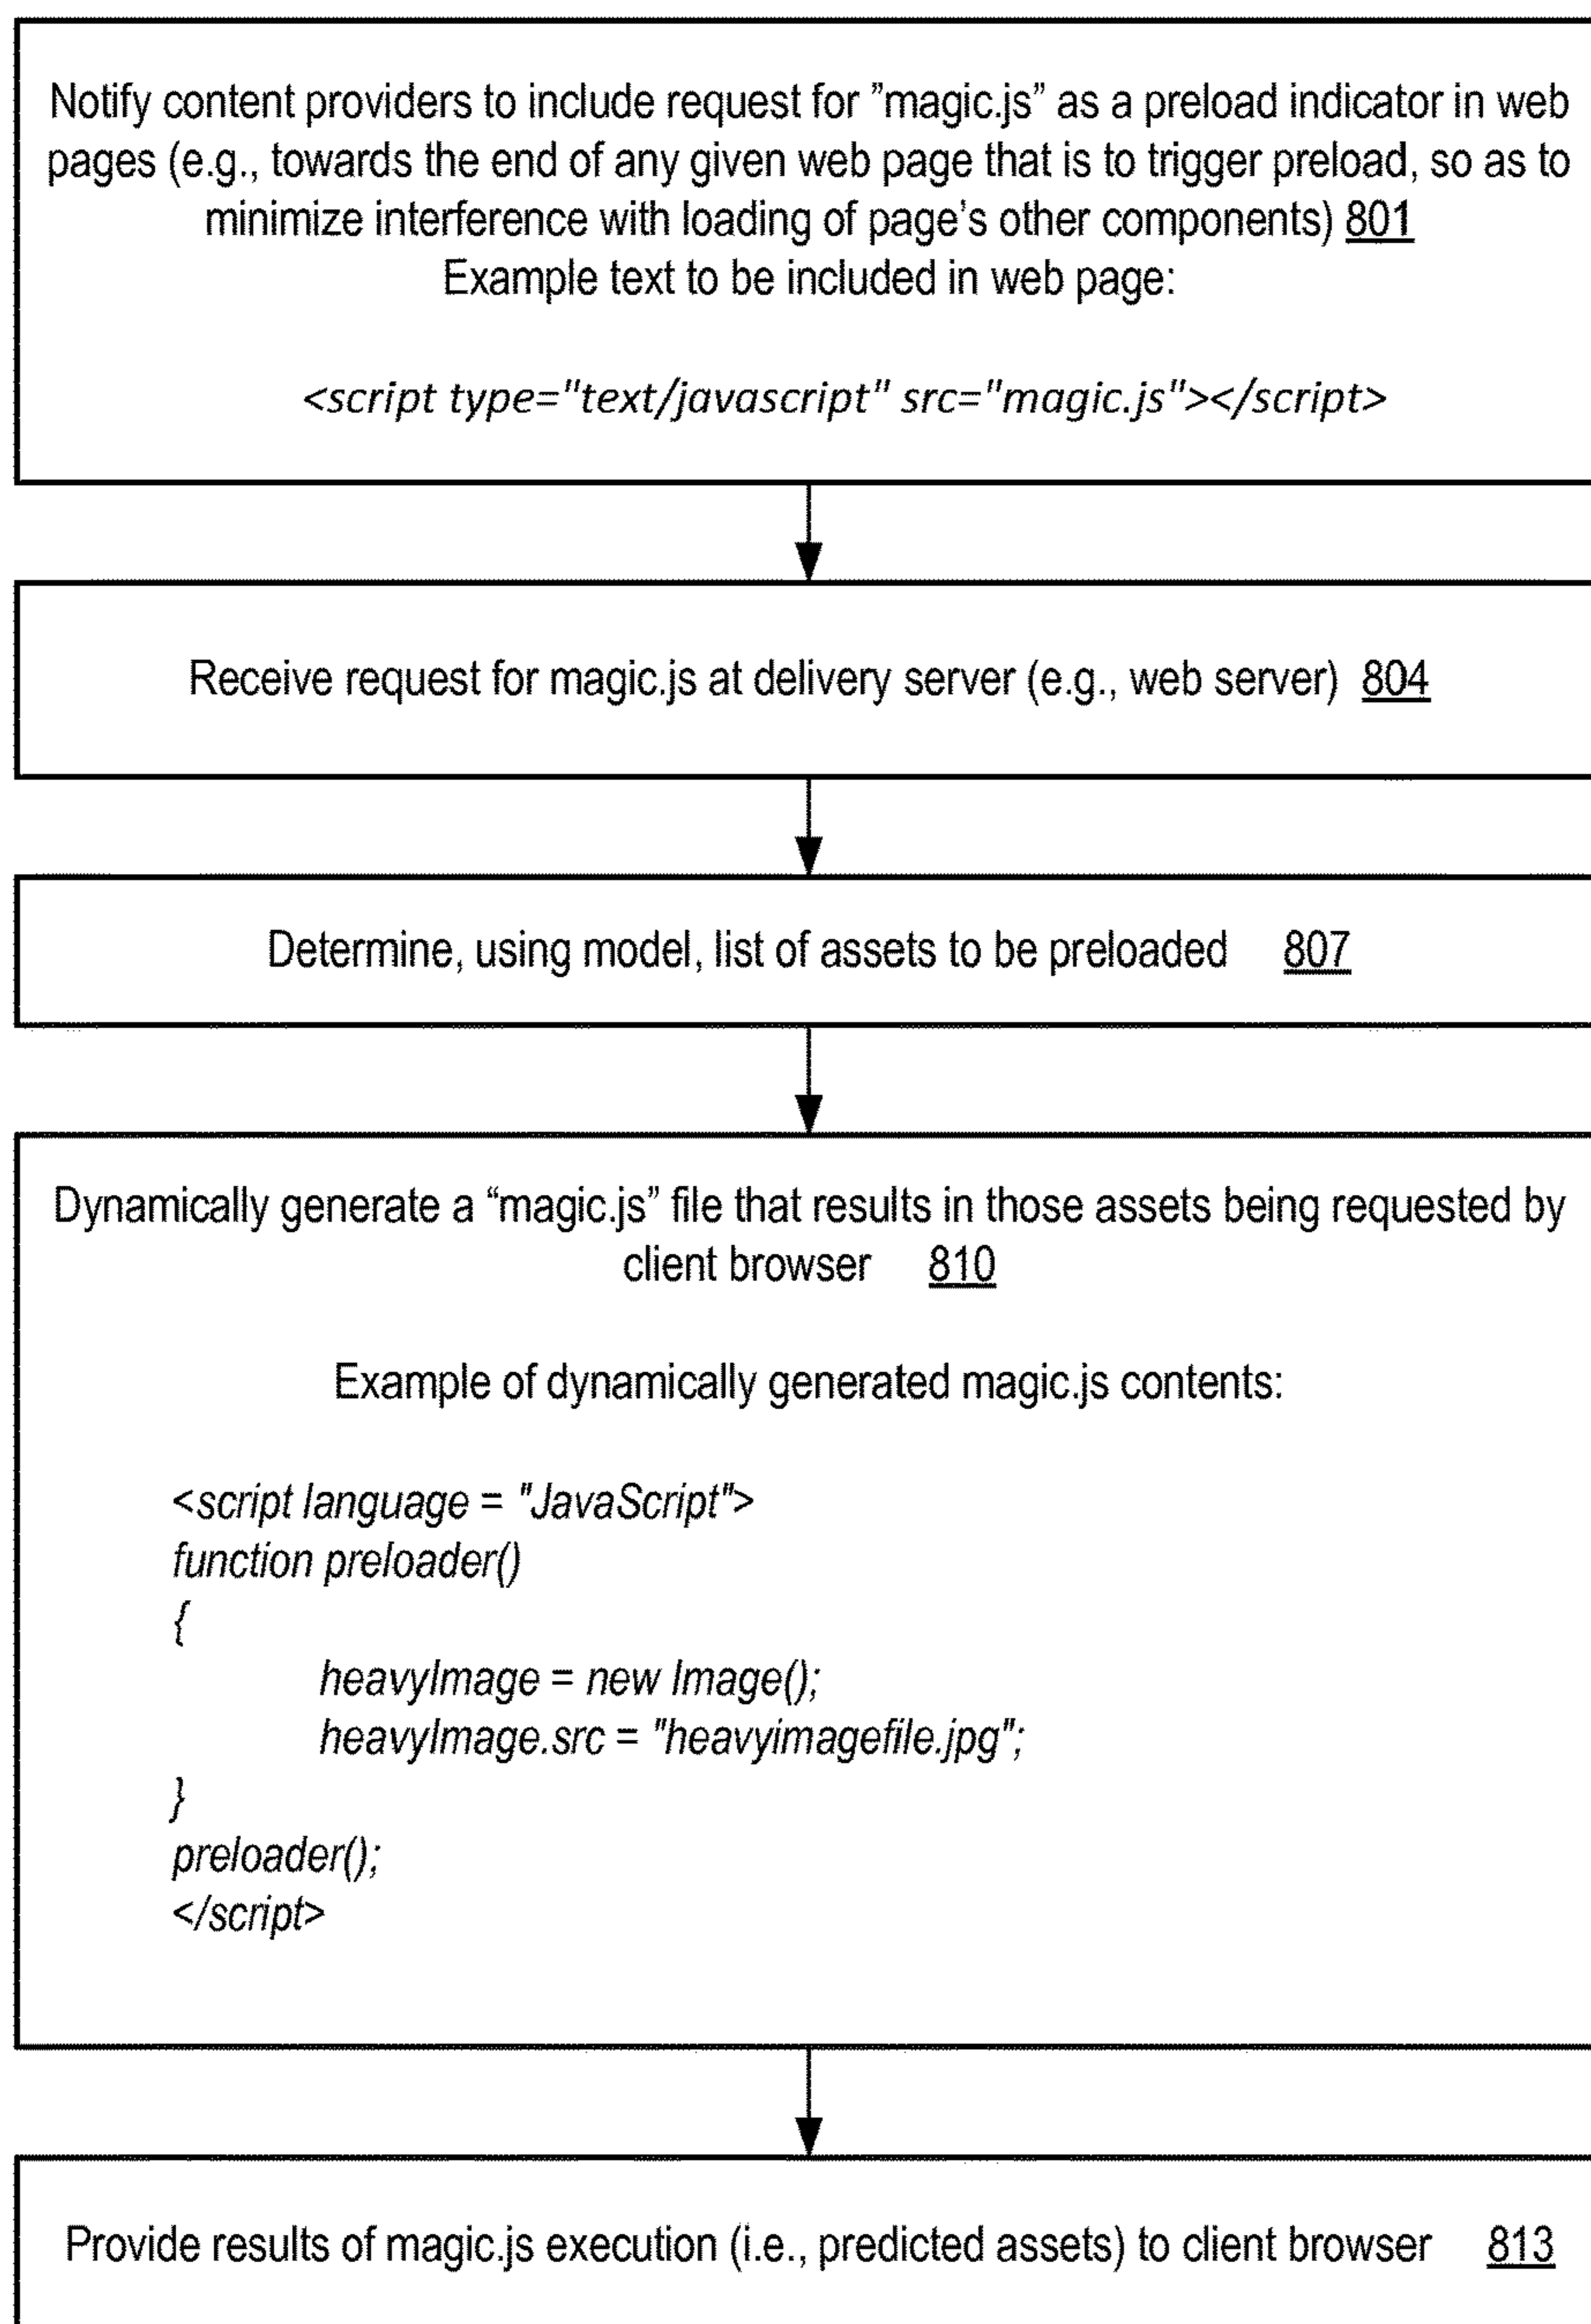 Notify content providers to include request for ”magic.js” as a preload indicator in web
pages (e.g., towards the end of any given web page that is to trigger preload, so as to
minimize interference with loading of page’s other components) 801
Example text to be included in web page:
<script type="text/javascript" src="magic.js"></script>
Receive request for magic.js at delivery server (e.g., web server) 804
Determine, using model, list of assets to be preloaded 807
Dynamically generate a “magic.js” file that results in those assets being requested by
client browser 810
Example of dynamically generated magic.js contents:
<script language = "JavaScript">
function preloader()
{
heavyImage = new Image();
heavyImage.src = "heavyimagefile.jpg";
}
preloader();
</script>
Provide results of magic.js execution (i.e., predicted assets) to client browser 813